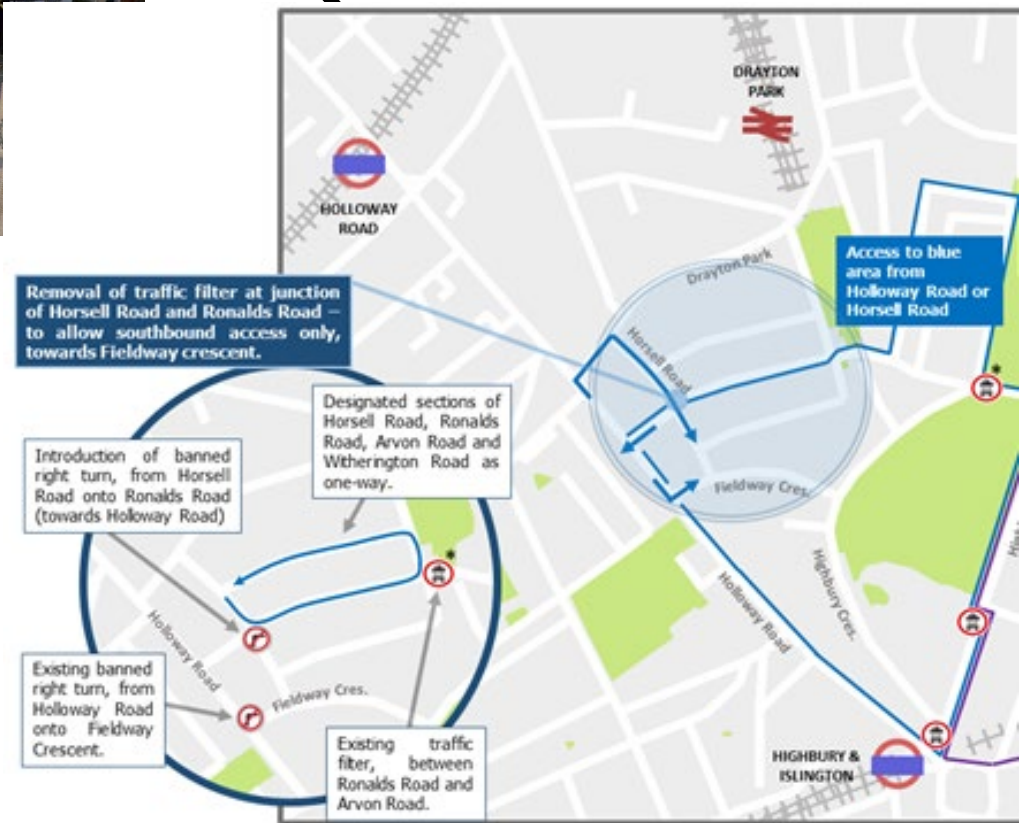 DRAYTON
PARK
HOLLOWAY
ROAD
Drayton Park
Access to blue
area from
Holloway Road or
Horsell Road
Removal of traffic filter at junction
of Horsell Road and Ronalds Road –
to allow southbound access only,
towards Fieldway crescent.
Horsell Road
Designated sections of
Horsell Road, Ronalds
Road, Arvon Road and
Witherington Road as
one-way.
Introduction of banned
right turn, from Horsell
Road onto Ronalds Road
(towards Holloway Road)
Fieldway Cres.
Highbury Cres.
Holloway Road
Holloway Road
Fieldway Cres.
Existing banned
right turn, from
Holloway Road
onto Fieldway
Crescent.
Existing traffic
filter, between
Ronalds Road and
Arvon Road.
HIGHBURY &
ISLINGTON